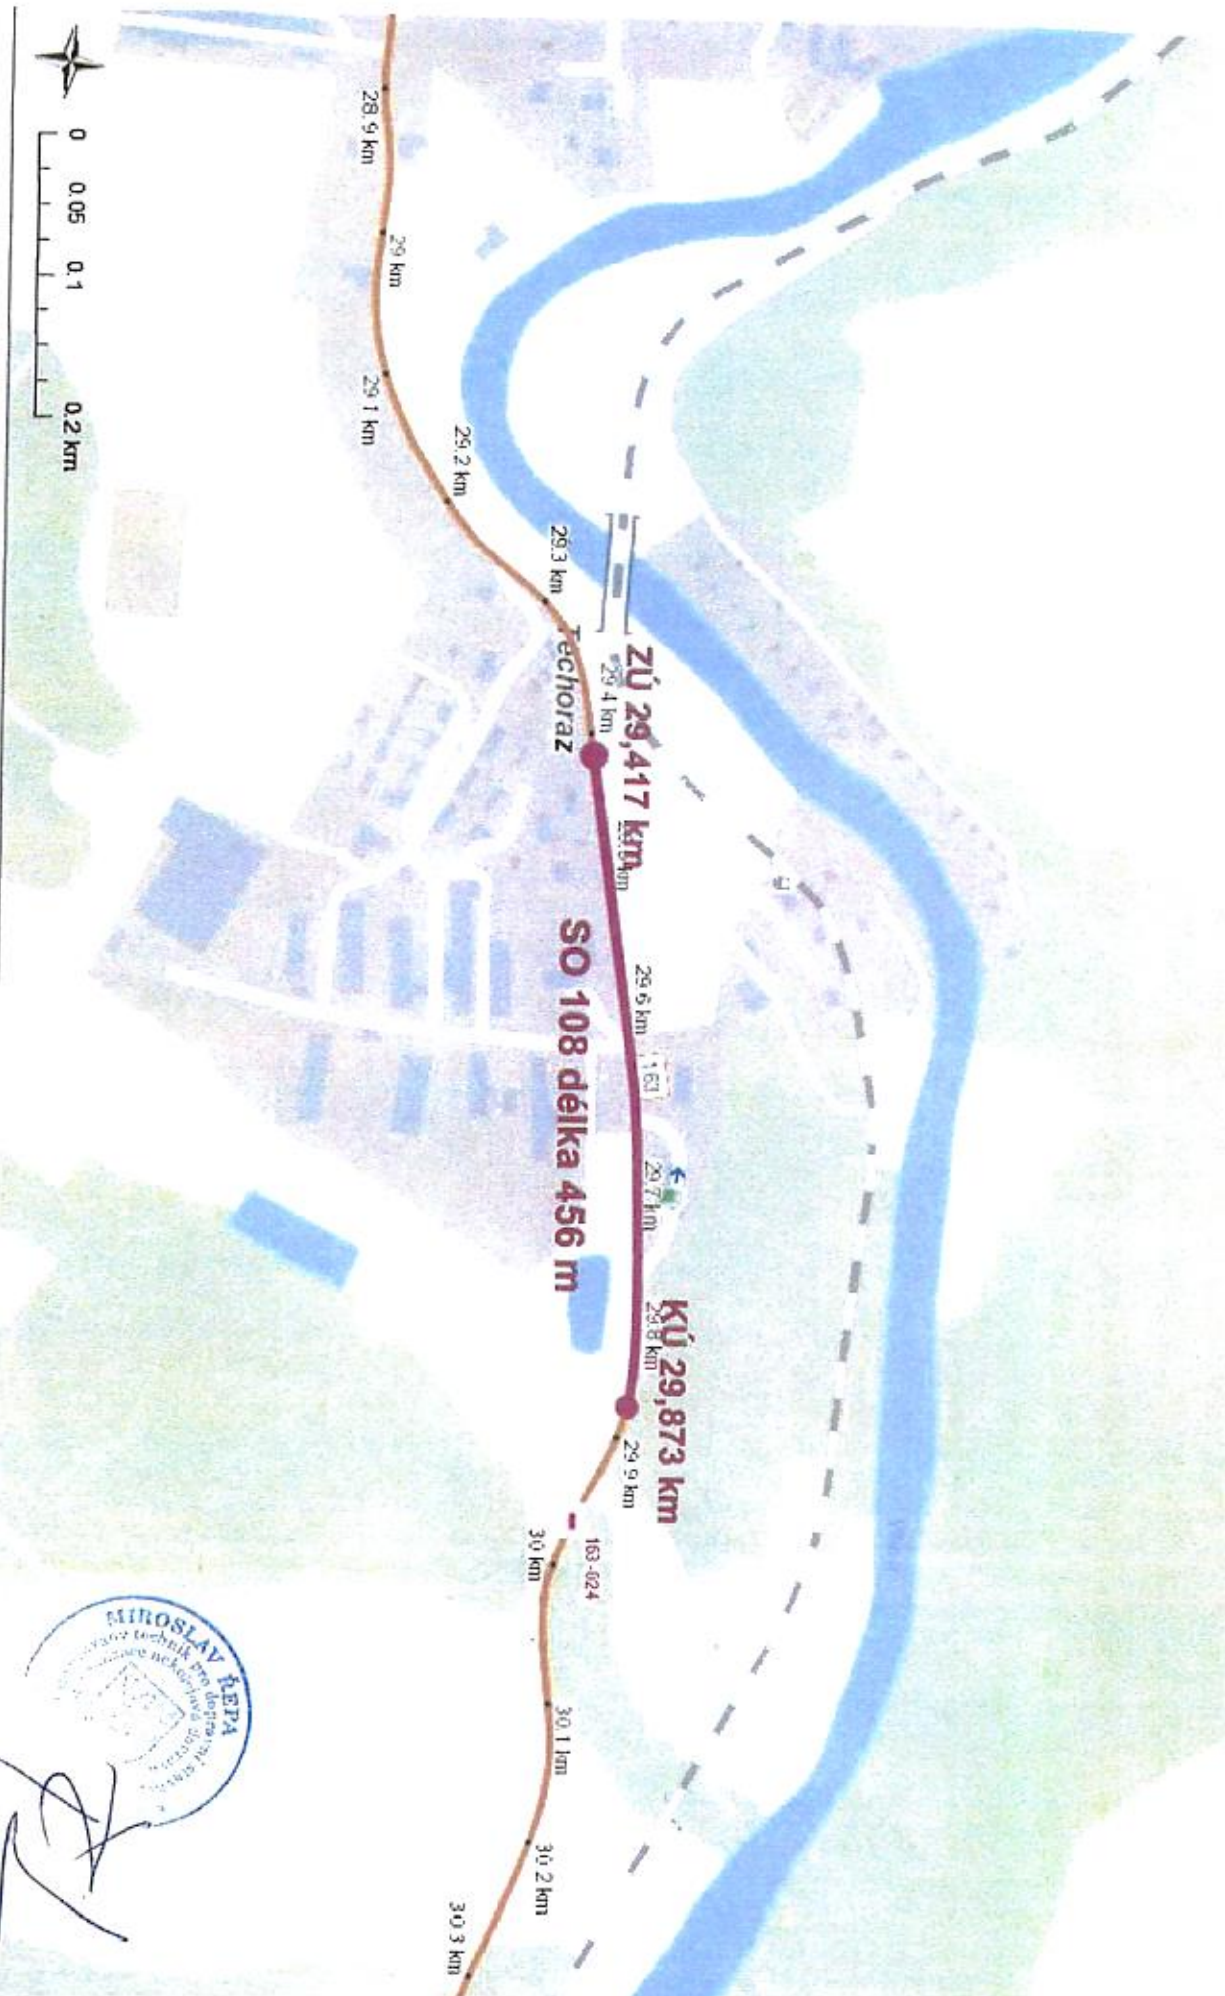 28.9 km
29 km
29.1 km
29.2 km
29.3 km
Techoraz
29.4 km
ZÚ 29,417 km
29.6 km
163
SO 108 délka 456 m
29.7 km
29.8 km
KÚ 29,873 km
29.9 km
163-024
30 km
30.1 km
30.2 km
30.3 km
0 0.05 0.1 0.2 km
MIROSLAV ŘEPA
technik pro dopravní